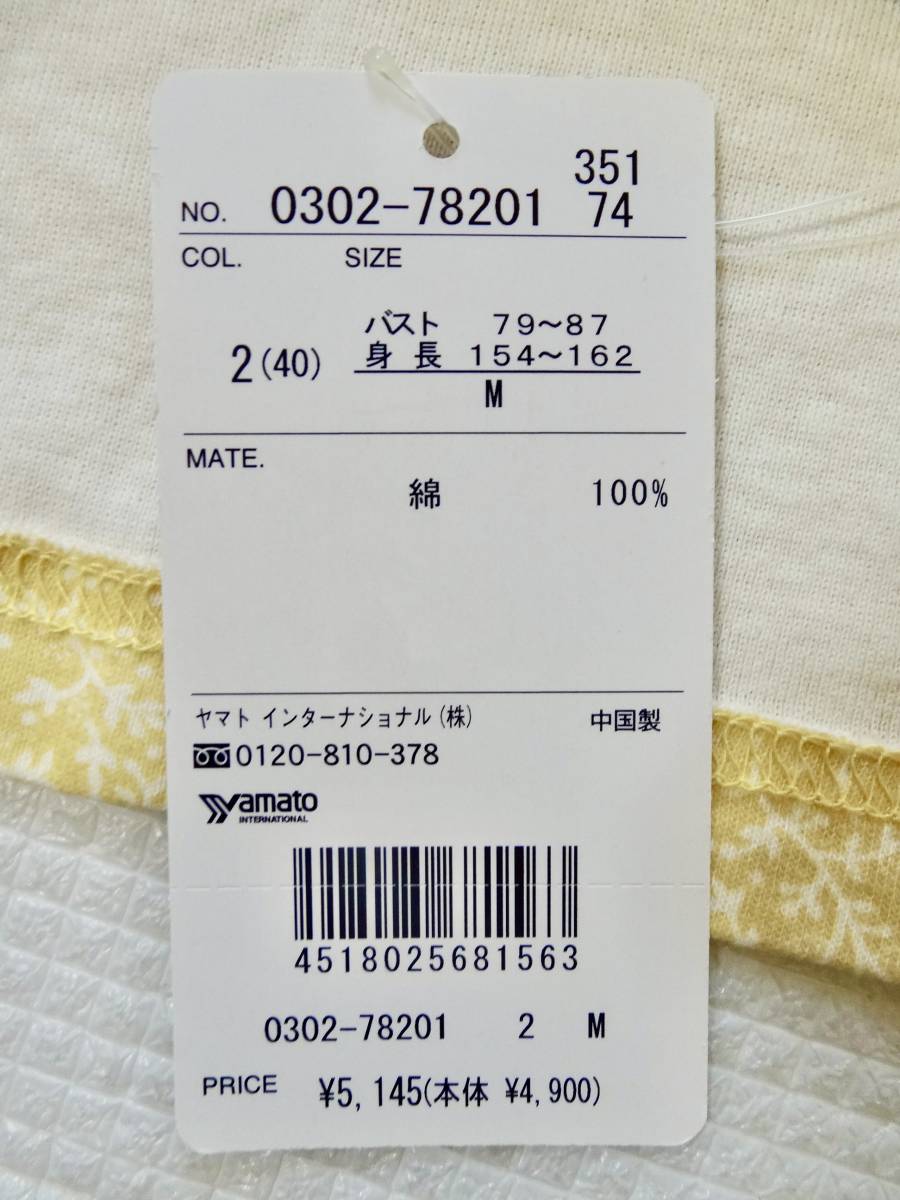 351
NO. 0302-78201 74
COL. SIZE
バスト 79～87
2(40) 身長 154～162
M
MATE.
綿 100%
ヤマト インターナショナル(株) 中国製
0120-810-378
Yamato
INTERNATIONAL
4518025681563
0302-78201 2 M
PRICE ¥5,145(本体 ¥4,900)